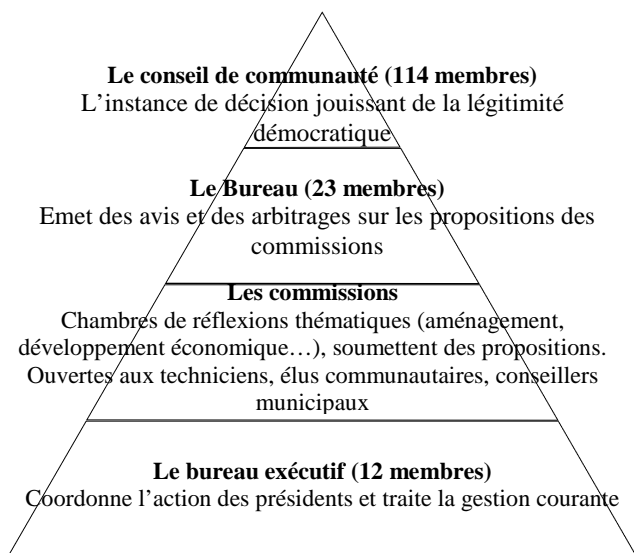 Le conseil de communauté (114 membres)
L’instance de décision jouissant de la légitimité
démocratique
Le Bureau (23 membres)
Emet des avis et des arbitrages sur les propositions des
commissions
Les commissions
Chambres de réflexions thématiques (aménagement,
développement économique…), soumettent des propositions.
Ouvertes aux techniciens, élus communautaires, conseillers
municipaux
Le bureau exécutif (12 membres)
Coordonne l’action des présidents et traite la gestion courante